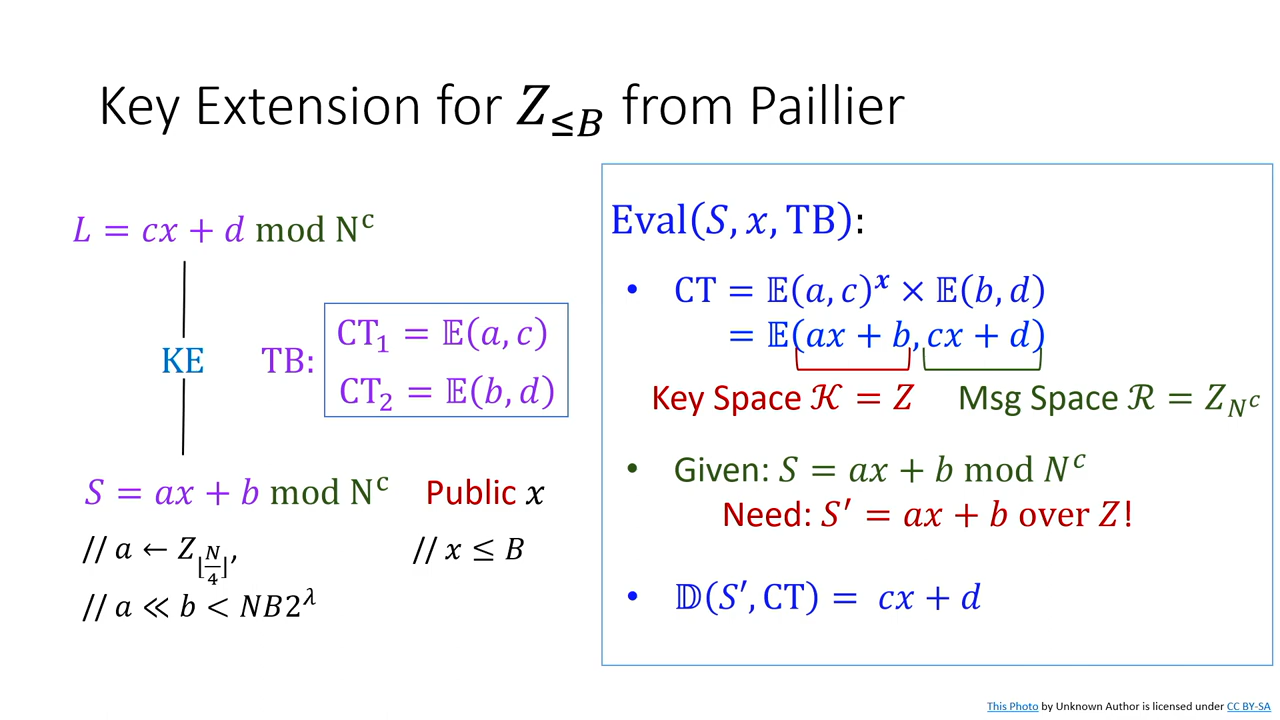 Key Extension for Z≤B from Paillier
L = cx + d mod N^c
KE
TB:
CT₁ = 𝔼(a, c)
CT₂ = 𝔼(b, d)
S = ax + b mod N^c
Public x
// a ← Z_⌊N/4⌋,
// x ≤ B
// a ≪ b < NB2^λ
Eval(S, x, TB):
• CT = 𝔼(a, c)^x × 𝔼(b, d)
= 𝔼(ax + b, cx + d)
Key Space 𝒦 = Z
Msg Space ℛ = Z_{N^c}
• Given: S = ax + b mod N^c
Need: S′ = ax + b over Z!
• 𝔻(S′, CT) = cx + d
This Photo by Unknown Author is licensed under CC BY-SA